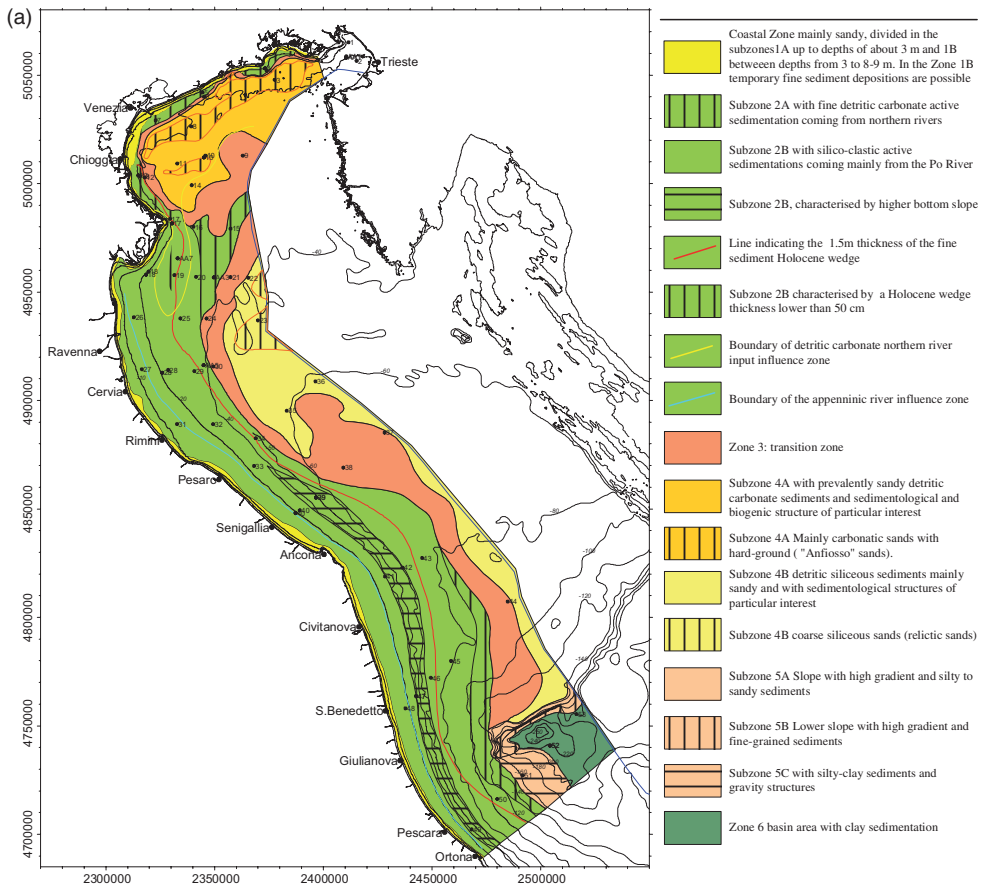 (a)
Trieste
Venezia
Chioggia
Ravenna
Cervia
Rimini
Pesaro
Senigallia
Ancona
Civitanova
S.Benedetto
Giulianova
Pescara
Ortona
5050000
5000000
4950000
4900000
4850000
4800000
4750000
4700000
2300000 2350000 2400000 2450000 2500000
-40
-60
-80
-100
-120
-140
Coastal Zone mainly sandy, divided in the
subzones1A up to depths of about 3 m and 1B
betweeen depths from 3 to 8-9 m. In the Zone 1B
temporary fine sediment depositions are possible
Subzone 2A with fine detritic carbonate active
sedimentation coming from northern rivers
Subzone 2B with silico-clastic active
sedimentations coming mainly from the Po River
Subzone 2B, characterised by higher bottom slope
Line indicating the 1.5m thickness of the fine
sediment Holocene wedge
Subzone 2B characterised by a Holocene wedge
thickness lower than 50 cm
Boundary of detritic carbonate northern river
input influence zone
Boundary of the appenninic river influence zone
Zone 3: transition zone
Subzone 4A with prevalently sandy detritic
carbonate sediments and sedimentological and
biogenic structure of particular interest
Subzone 4A Mainly carbonatic sands with
hard-ground ( "Anfiosso" sands).
Subzone 4B detritic siliceous sediments mainly
sandy and with sedimentological structures of
particular interest
Subzone 4B coarse siliceous sands (relictic sands)
Subzone 5A Slope with high gradient and silty to
sandy sediments
Subzone 5B Lower slope with high gradient and
fine-grained sediments
Subzone 5C with silty-clay sediments and
gravity structures
Zone 6 basin area with clay sedimentation